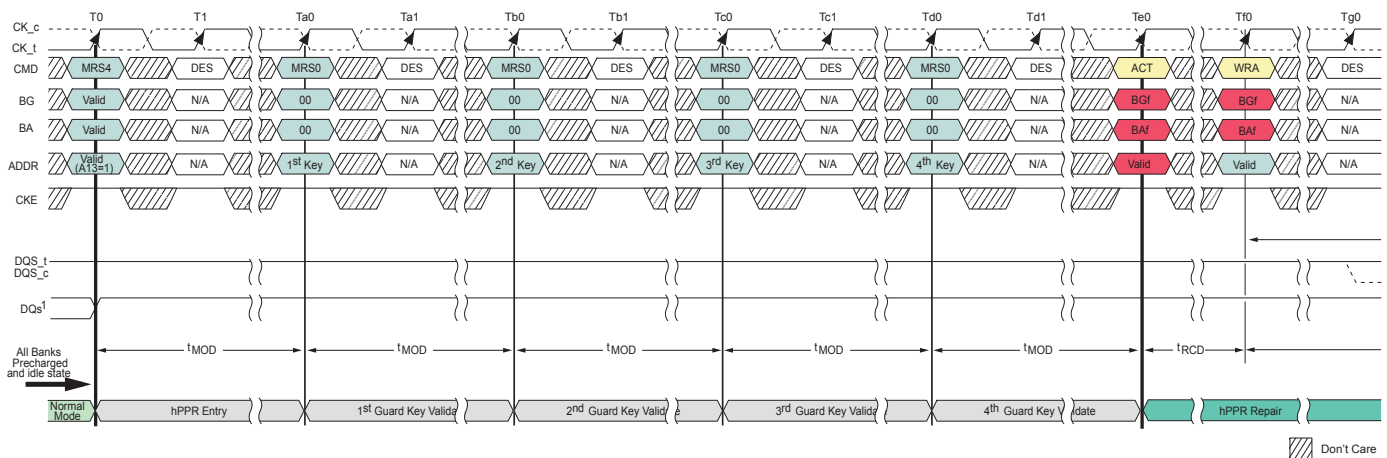 T0 T1 Ta0 Ta1 Tb0 Tb1 Tc0 Tc1 Td0 Td1 Te0 Tf0 Tg0
CK_c
CK_t
CMD MRS4 DES MRS0 DES MRS0 DES MRS0 DES MRS0 DES ACT WRA DES
BG Valid N/A 00 N/A 00 N/A 00 N/A 00 N/A BGf BGf N/A
BA Valid N/A 00 N/A 00 N/A 00 N/A 00 N/A BAf BAf N/A
ADDR Valid (A13=1) N/A 1st Key N/A 2nd Key N/A 3rd Key N/A 4th Key N/A Valid Valid N/A
CKE
DQS_t
DQS_c
DQs1
All Banks
Precharged
and idle state
tMOD tMOD tMOD tMOD tMOD tRCD
Normal
Mode
hPPR Entry 1st Guard Key Valida 2nd Guard Key Valid e 3rd Guard Key Valida 4th Guard Key V date hPPR Repair
Don't Care